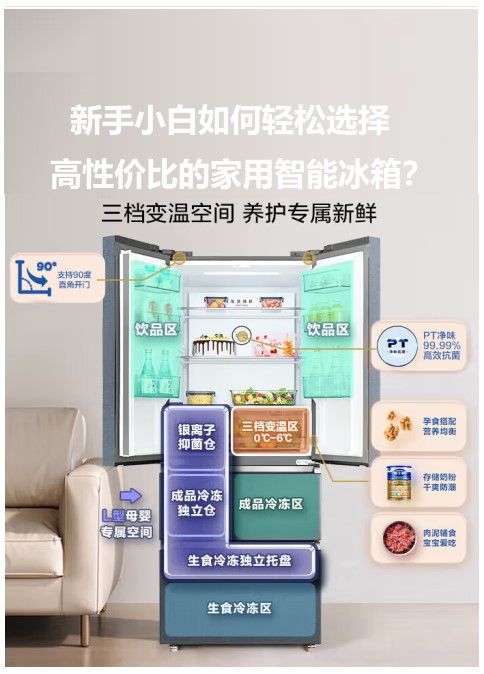 新手小白如何轻松选择
高性价比的家用智能冰箱?
三档变温空间 养护专属新鲜
90°
支持90度
直角开门
饮品区
饮品区
PT
PT净味
99.99%
高效抗菌
银离子
抑菌仓
三档变温区
0℃~6℃
孕食搭配
营养均衡
成品冷冻
独立仓
成品冷冻区
存储奶粉
干爽防潮
L型母婴
专属空间
肉泥辅食
宝宝爱吃
生食冷冻独立托盘
生食冷冻区